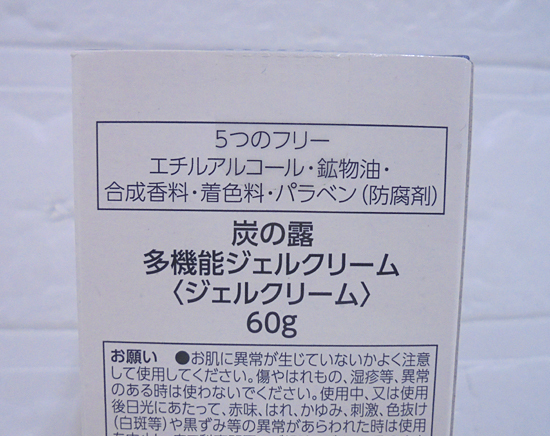 5つのフリー
エチルアルコール・鉱物油・
合成香料・着色料・パラベン(防腐剤)
炭の露
多機能ジェルクリーム
〈ジェルクリーム〉
60g
お願い ●お肌に異常が生じていないかよく注意
して使用してください。傷やはれもの、湿疹等、異常
のある時は使わないでください。使用中、又は使用
後日光にあたって、赤味、はれ、かゆみ、刺激、色抜け
(白斑等)や黒ずみ等の異常があらわれた時は使用